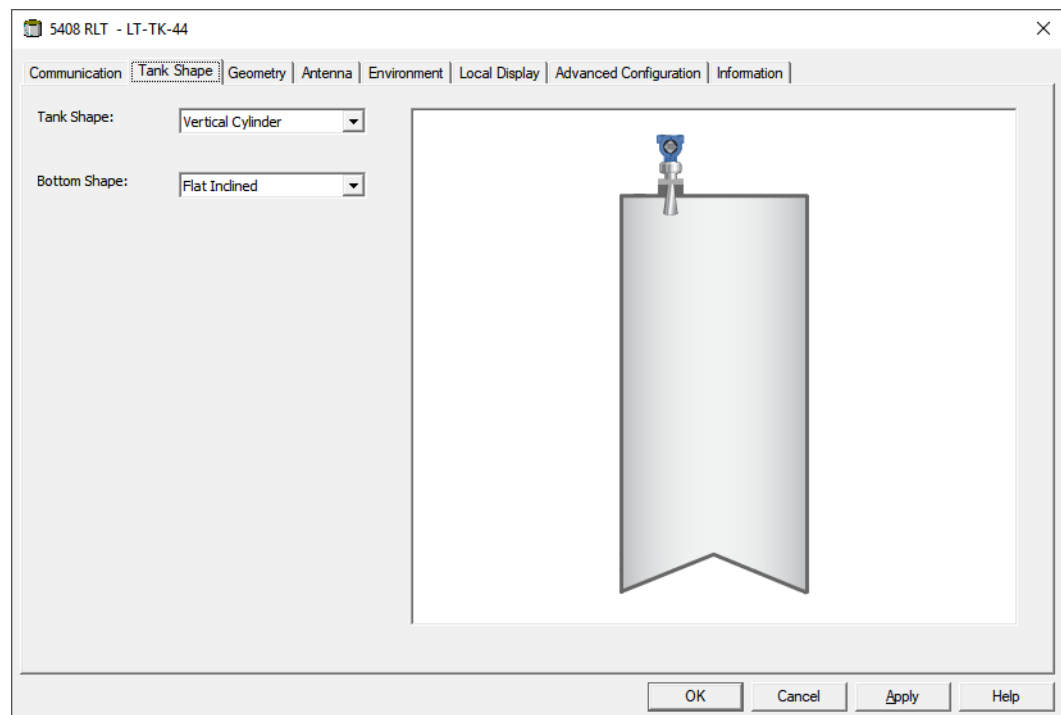 5408 RLT - LT-TK-44
Communication Tank Shape Geometry Antenna Environment Local Display Advanced Configuration Information
Tank Shape: Vertical Cylinder
Bottom Shape: Flat Inclined
OK Cancel Apply Help